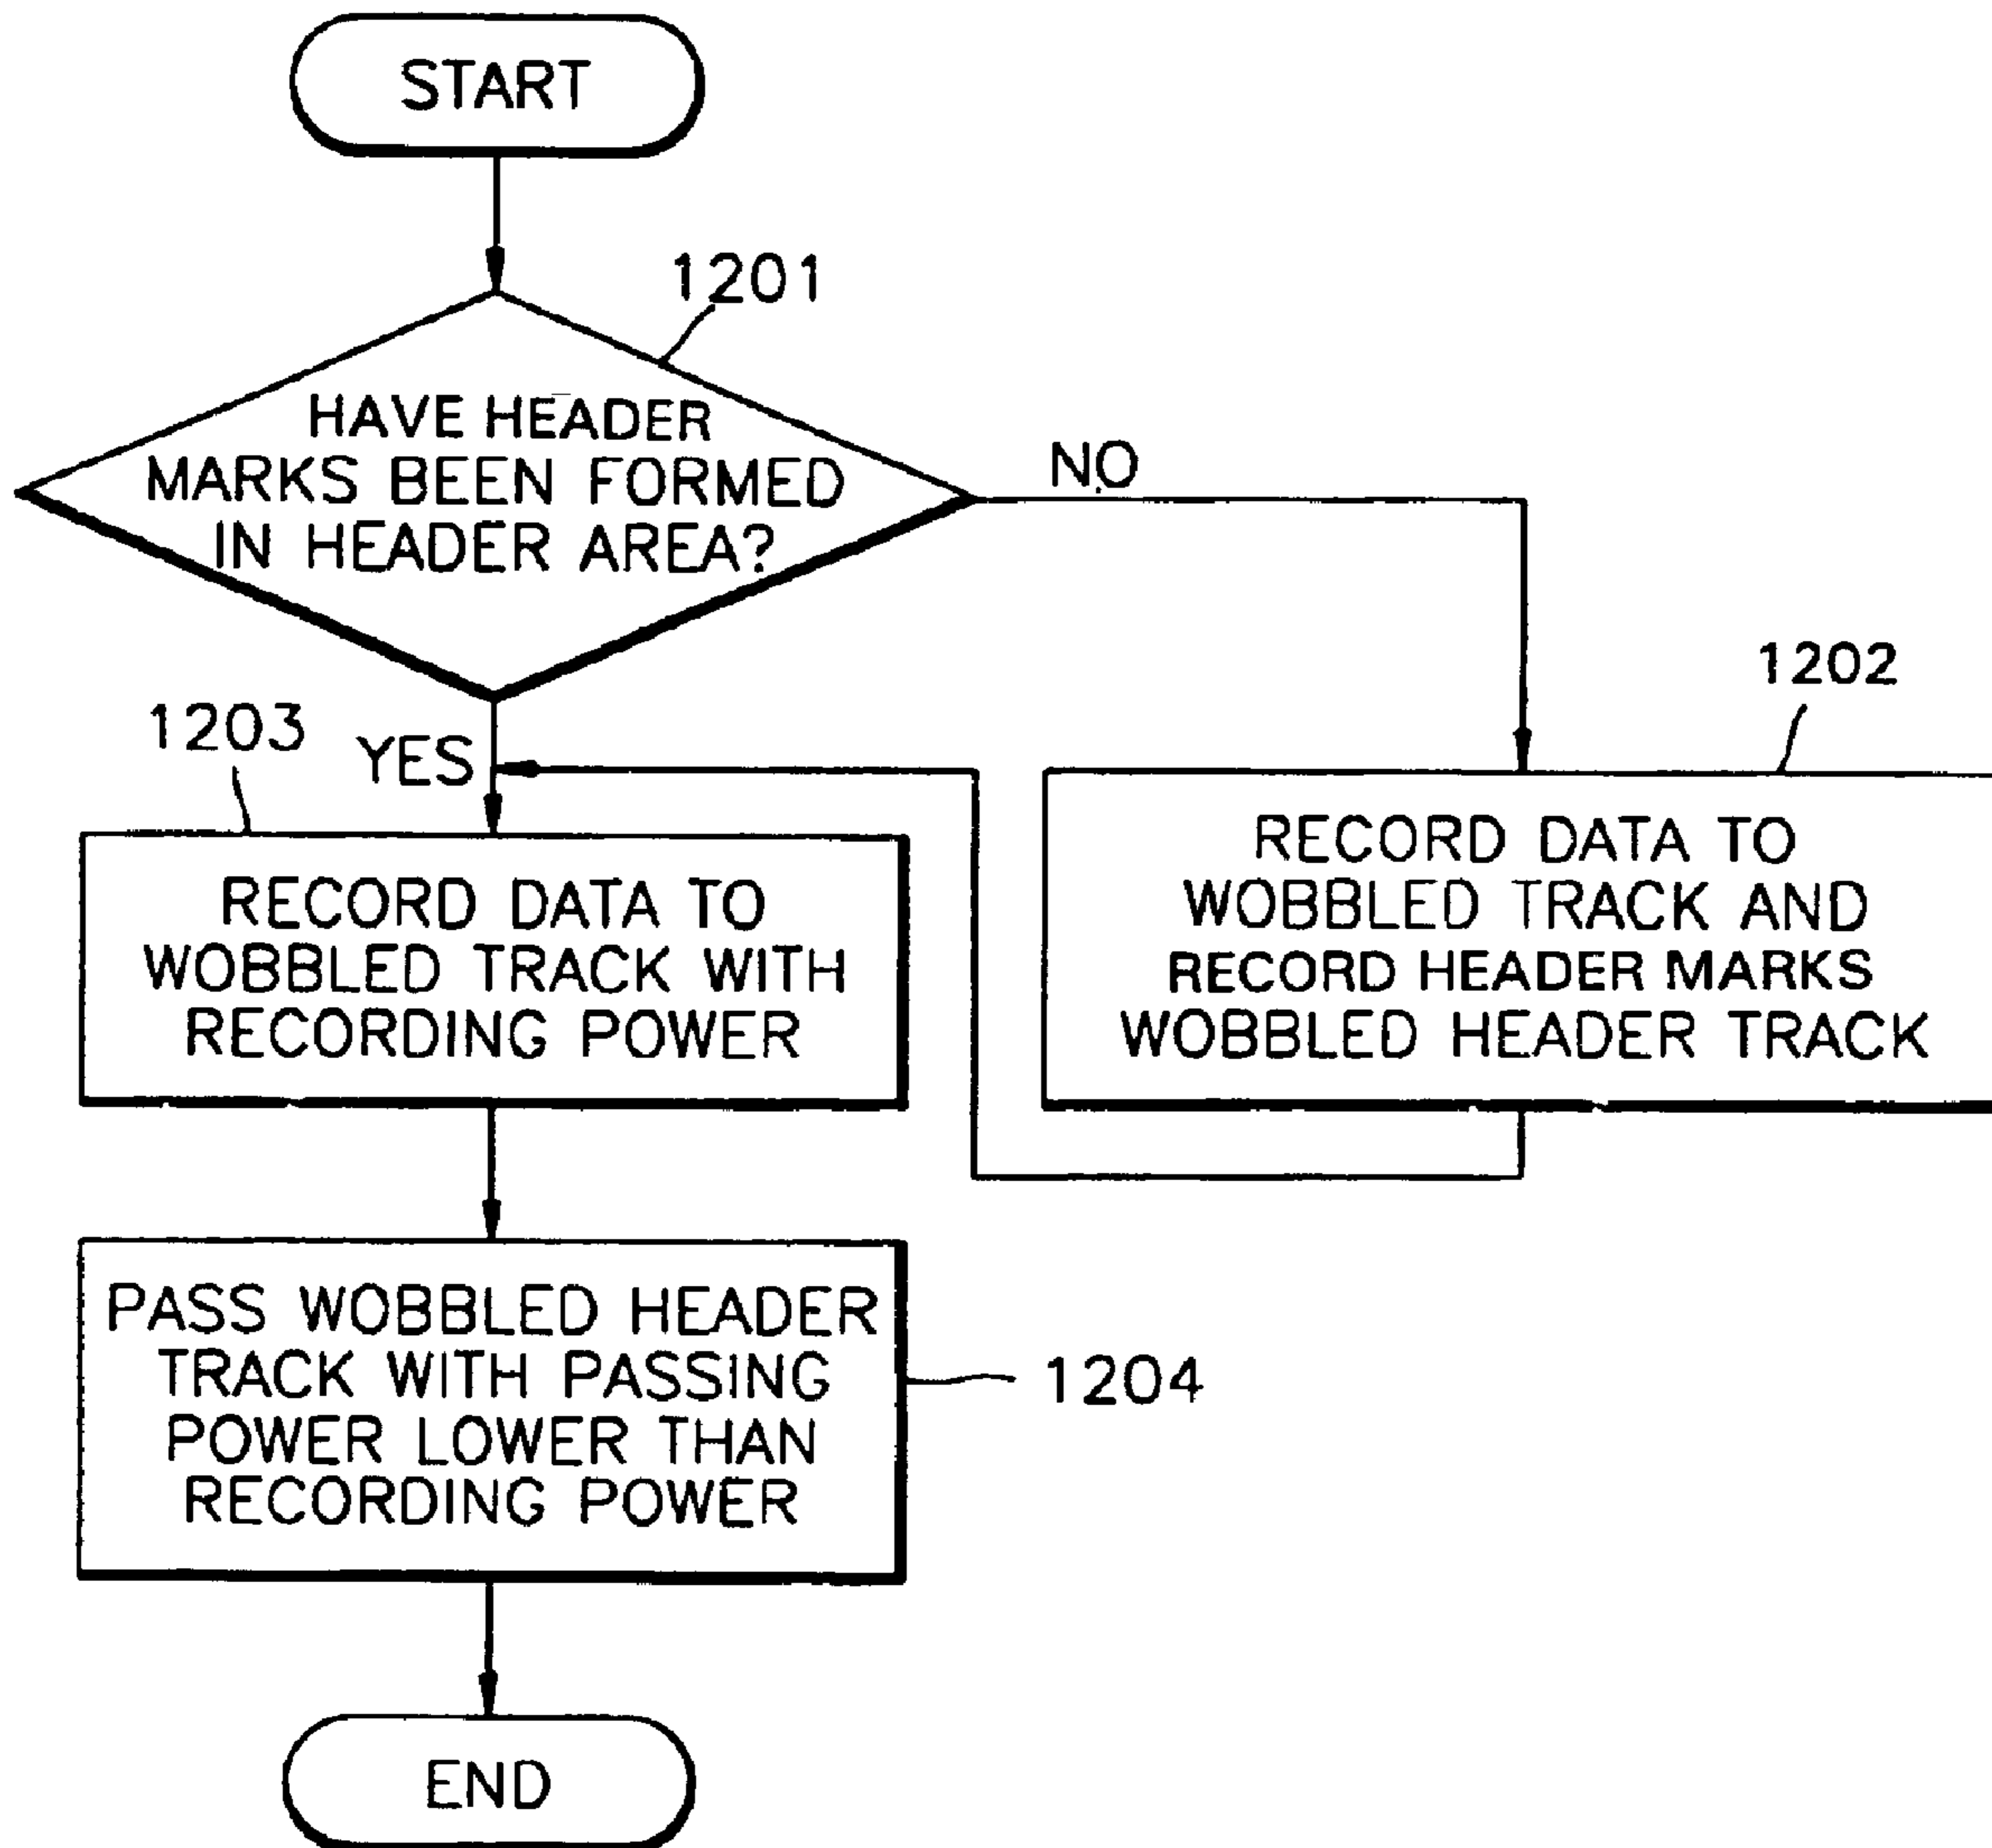 START
1201
HAVE HEADER
MARKS BEEN FORMED
IN HEADER AREA?
NO
1202
1203
YES
RECORD DATA TO
WOBBLED TRACK AND
RECORD HEADER MARKS
WOBBLED HEADER TRACK
RECORD DATA TO
WOBBLED TRACK WITH
RECORDING POWER
PASS WOBBLED HEADER
TRACK WITH PASSING
POWER LOWER THAN
RECORDING POWER
1204
END